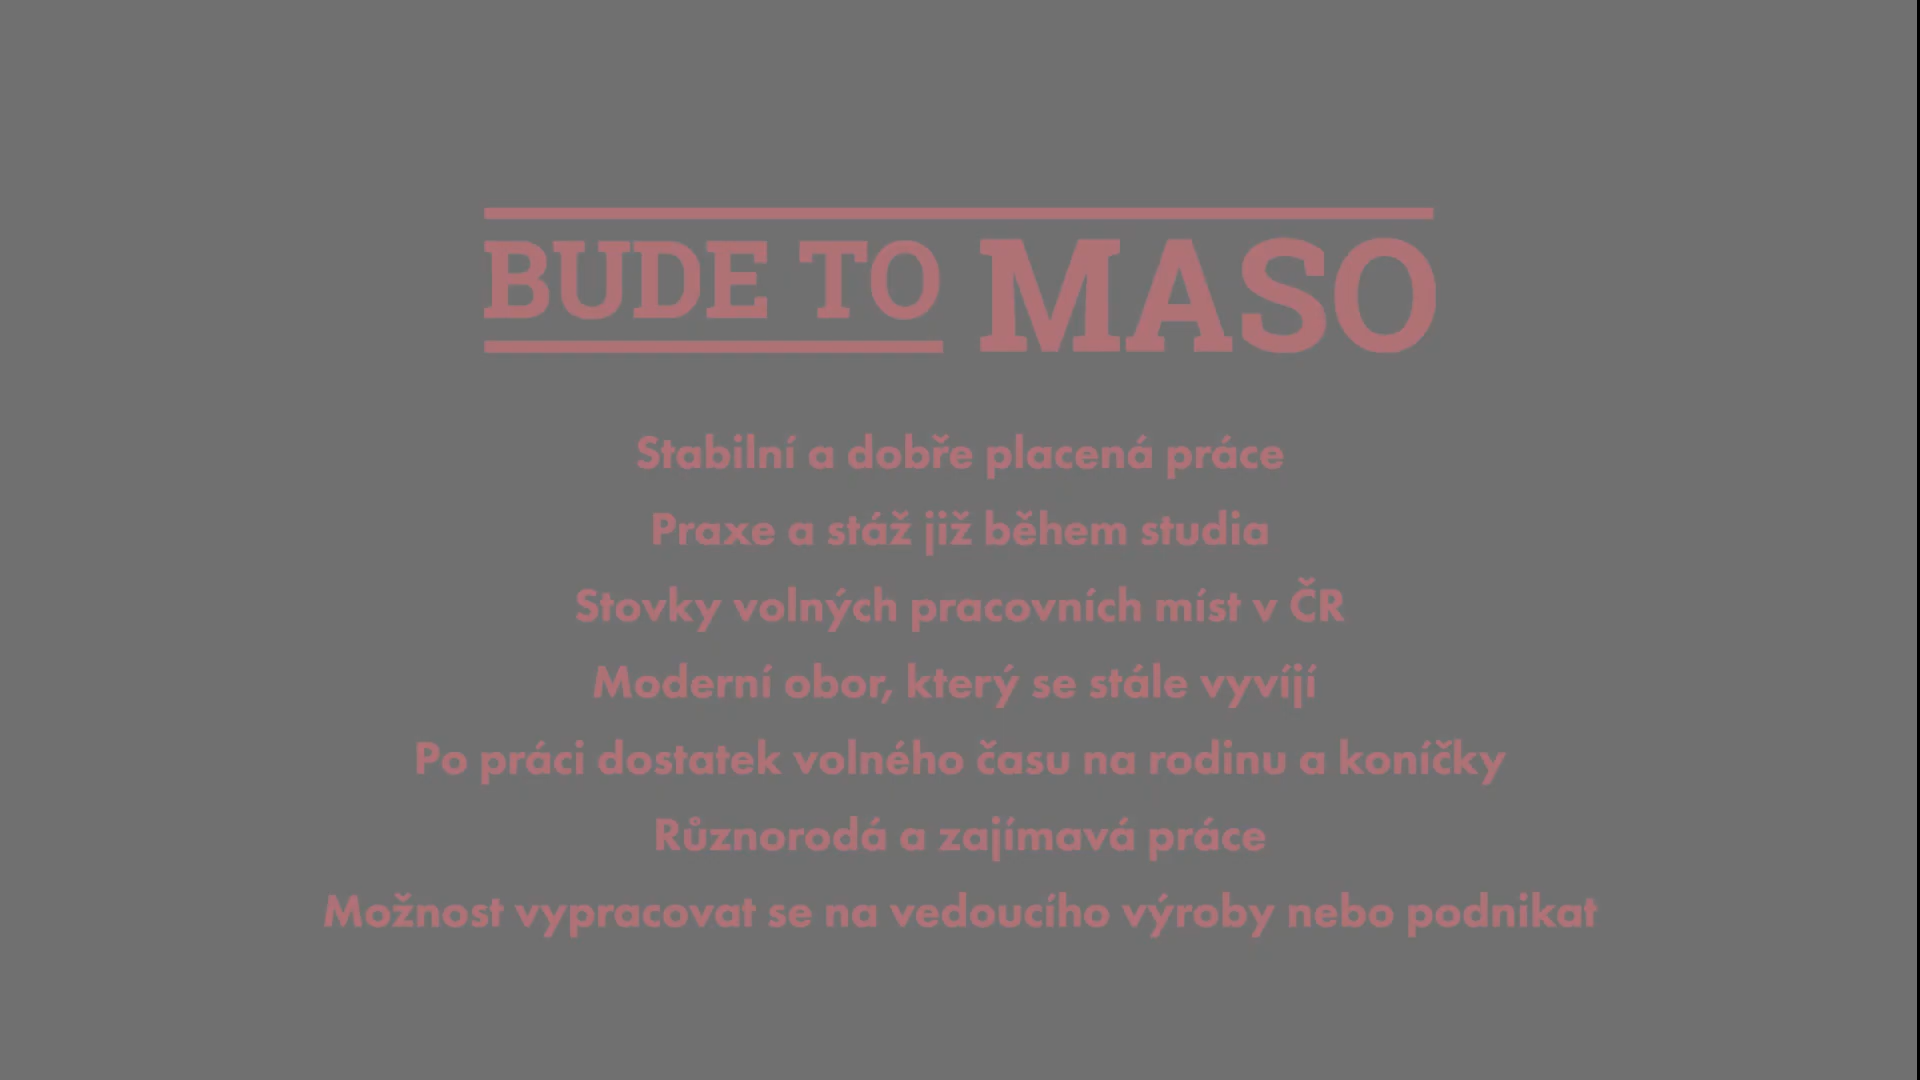 BUDE TO MASO
Stabilní a dobře placená práce
Praxe a stáž již během studia
Stovky volných pracovních míst v ČR
Moderní obor, který se stále vyvíjí
Po práci dostatek volného času na rodinu a koníčky
Různorodá a zajímavá práce
Možnost vypracovat se na vedoucího výroby nebo podnikat